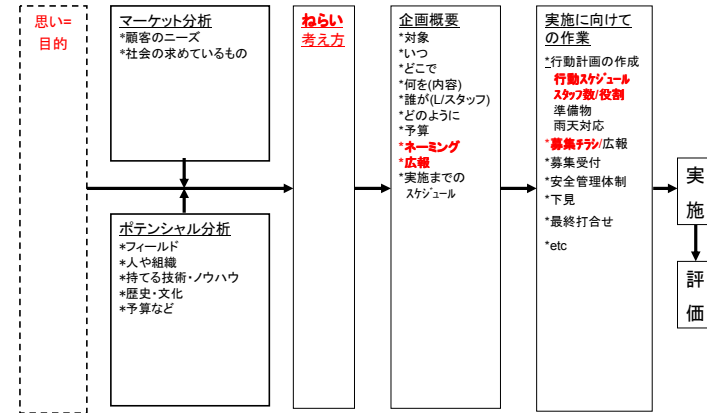 思い=
目的
マーケット分析
*顧客のニーズ
*社会の求めているもの
ポテンシャル分析
*フィールド
*人や組織
*持てる技術・ノウハウ
*歴史・文化
*予算など
ねらい
考え方
企画概要
*対象
*いつ
*どこで
*何を(内容)
*誰が(L/スタッフ)
*どのように
*予算
*ネーミング
*広報
*実施までの
スケジュール
実施に向けて
の作業
*行動計画の作成
行動スケジュール
スタッフ数/役割
準備物
雨天対応
*募集チラシ/広報
*募集受付
*安全管理体制
*下見
*最終打合せ
*etc
実
施
評
価